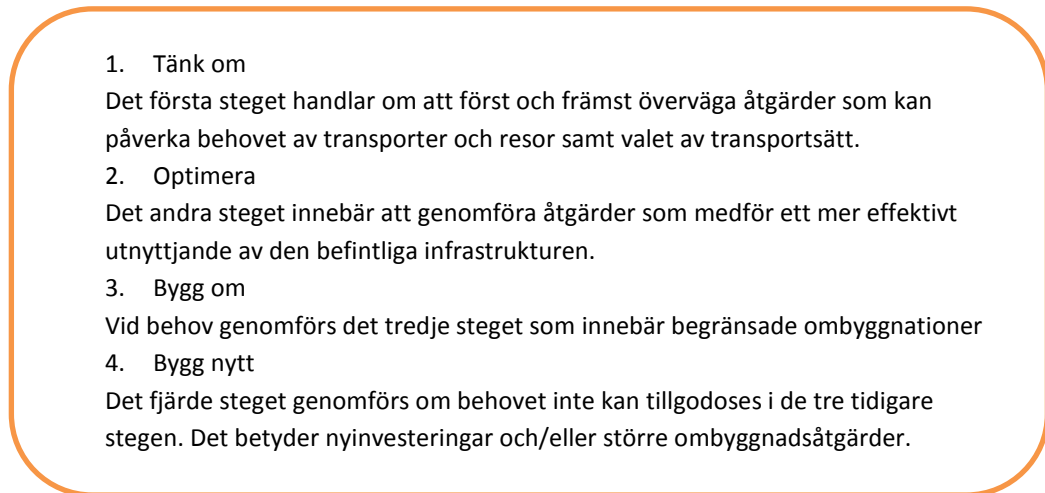 1. Tänk om
Det första steget handlar om att först och främst överväga åtgärder som kan
påverka behovet av transporter och resor samt valet av transportsätt.
2. Optimera
Det andra steget innebär att genomföra åtgärder som medför ett mer effektivt
utnyttjande av den befintliga infrastrukturen.
3. Bygg om
Vid behov genomförs det tredje steget som innebär begränsade ombyggnationer
4. Bygg nytt
Det fjärde steget genomförs om behovet inte kan tillgodoses i de tre tidigare
stegen. Det betyder nyinvesteringar och/eller större ombyggnadsåtgärder.